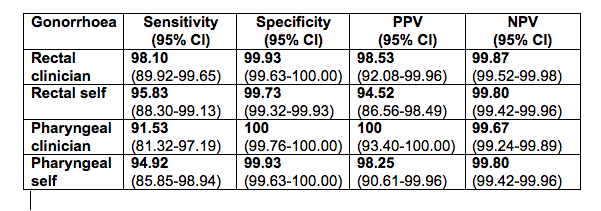 Gonorrhoea Sensitivity (95% CI) Specificity (95% CI) PPV (95% CI) NPV (95% CI)
Rectal clinician 98.10 (89.92-99.65) 99.93 (99.63-100.00) 98.53 (92.08-99.96) 99.87 (99.52-99.98)
Rectal self 95.83 (88.30-99.13) 99.73 (99.32-99.93) 94.52 (86.56-98.49) 99.80 (99.42-99.96)
Pharyngeal clinician 91.53 (81.32-97.19) 100 (99.76-100.00) 100 (93.40-100.00) 99.67 (99.24-99.89)
Pharyngeal self 94.92 (85.85-98.94) 99.93 (99.63-100.00) 98.25 (90.61-99.96) 99.80 (99.42-99.96)